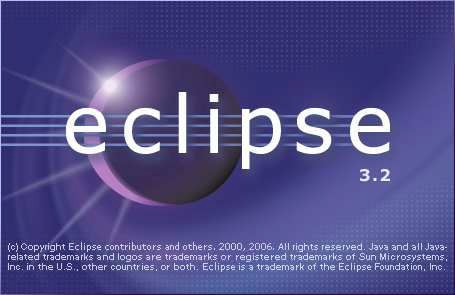 eclipse
3.2
(c) Copyright Eclipse contributors and others. 2000, 2006. All rights reserved. Java and all Java-
related trademarks and logos are trademarks or registered trademarks of Sun Microsystems,
Inc. in the U.S., other countries, or both. Eclipse is a trademark of the Eclipse Foundation, Inc.